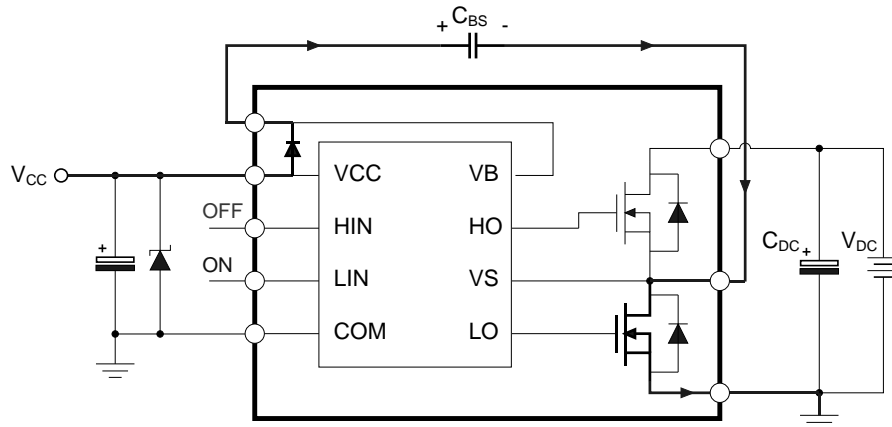 + C_BS -
V_CC
+
OFF
ON
VCC VB
HIN HO
LIN VS
COM LO
C_DC + V_DC